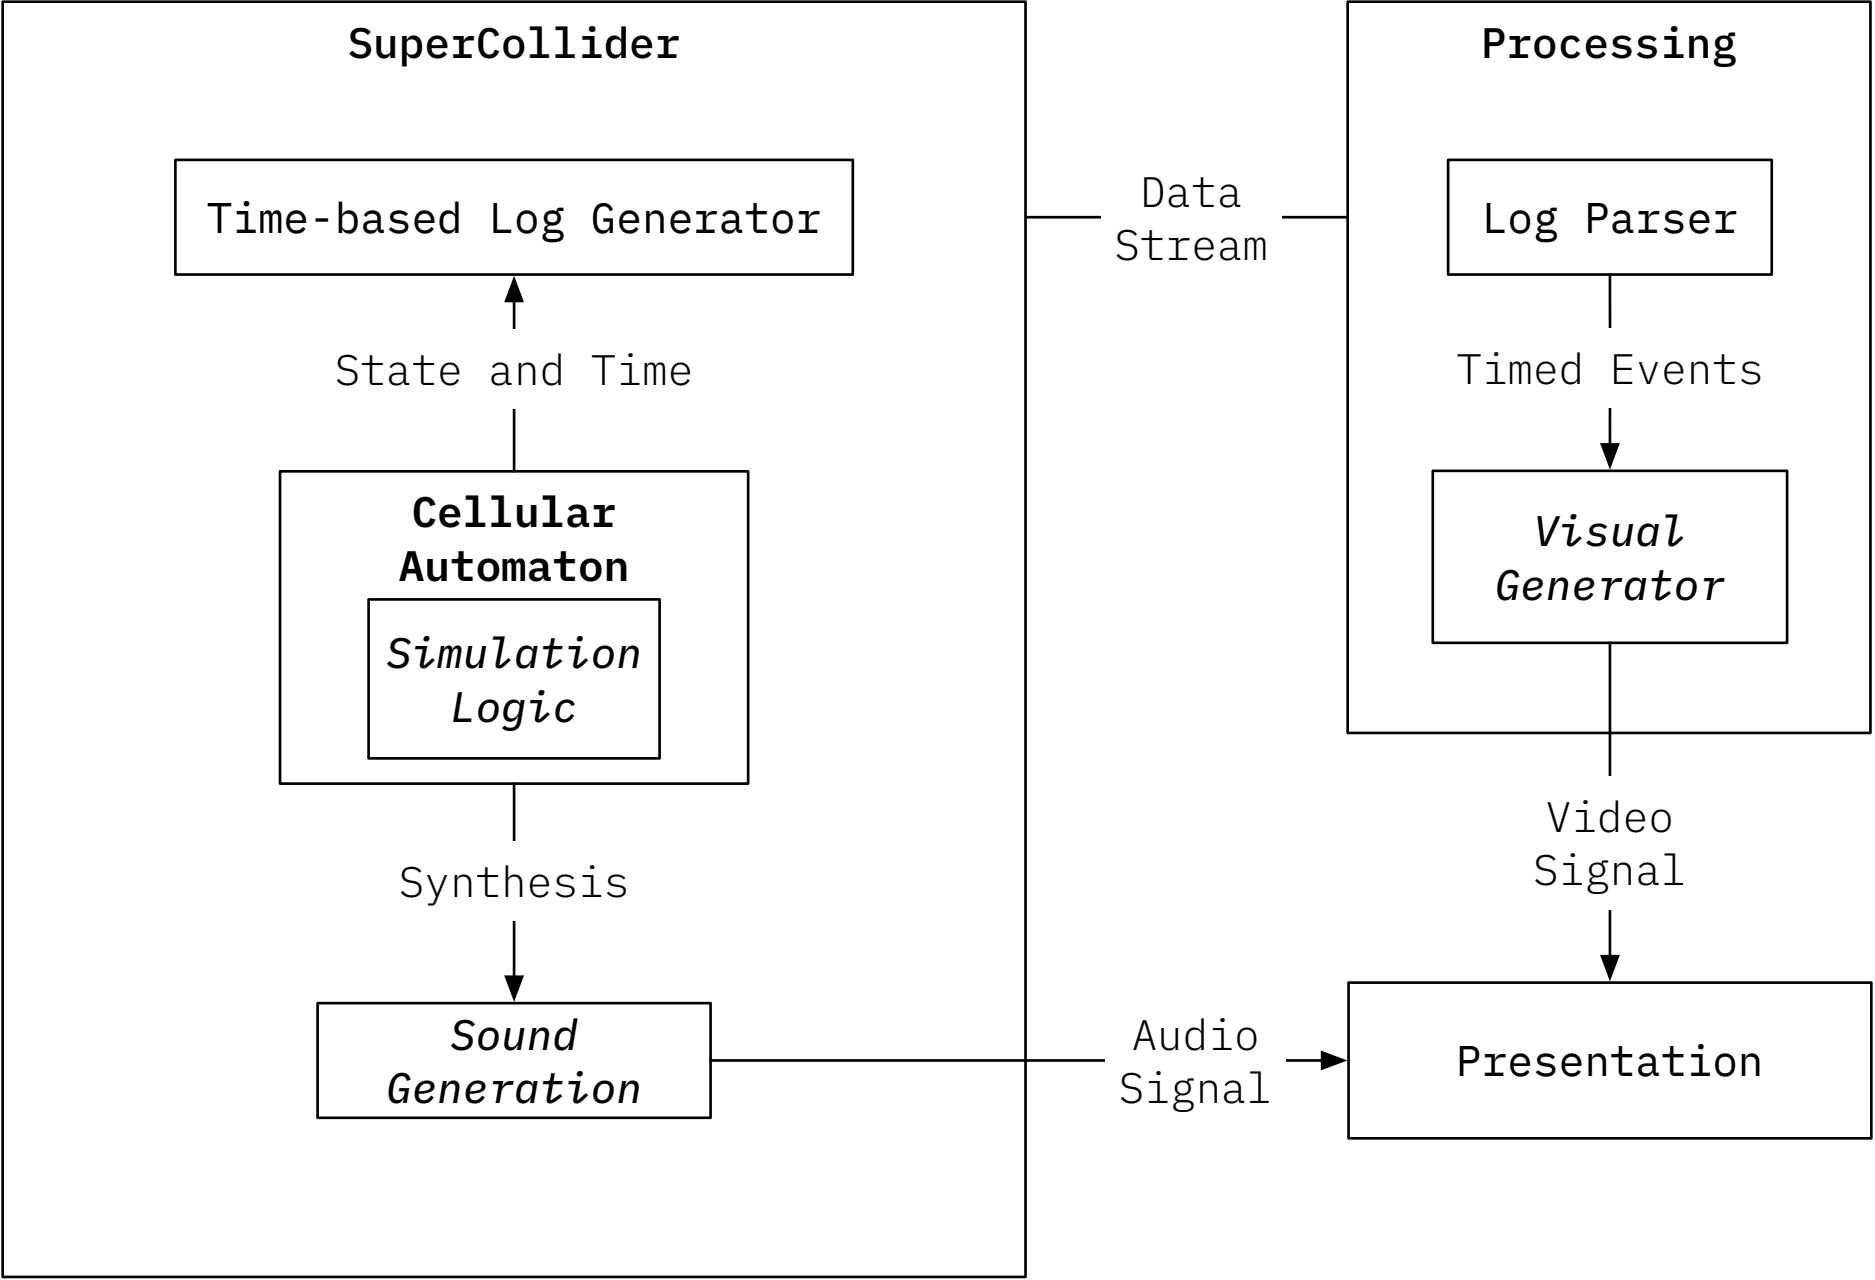 SuperCollider
Time-based Log Generator
State and Time
Cellular
Automaton
Simulation
Logic
Synthesis
Sound
Generation
Data
Stream
Audio
Signal
Processing
Log Parser
Timed Events
Visual
Generator
Video
Signal
Presentation